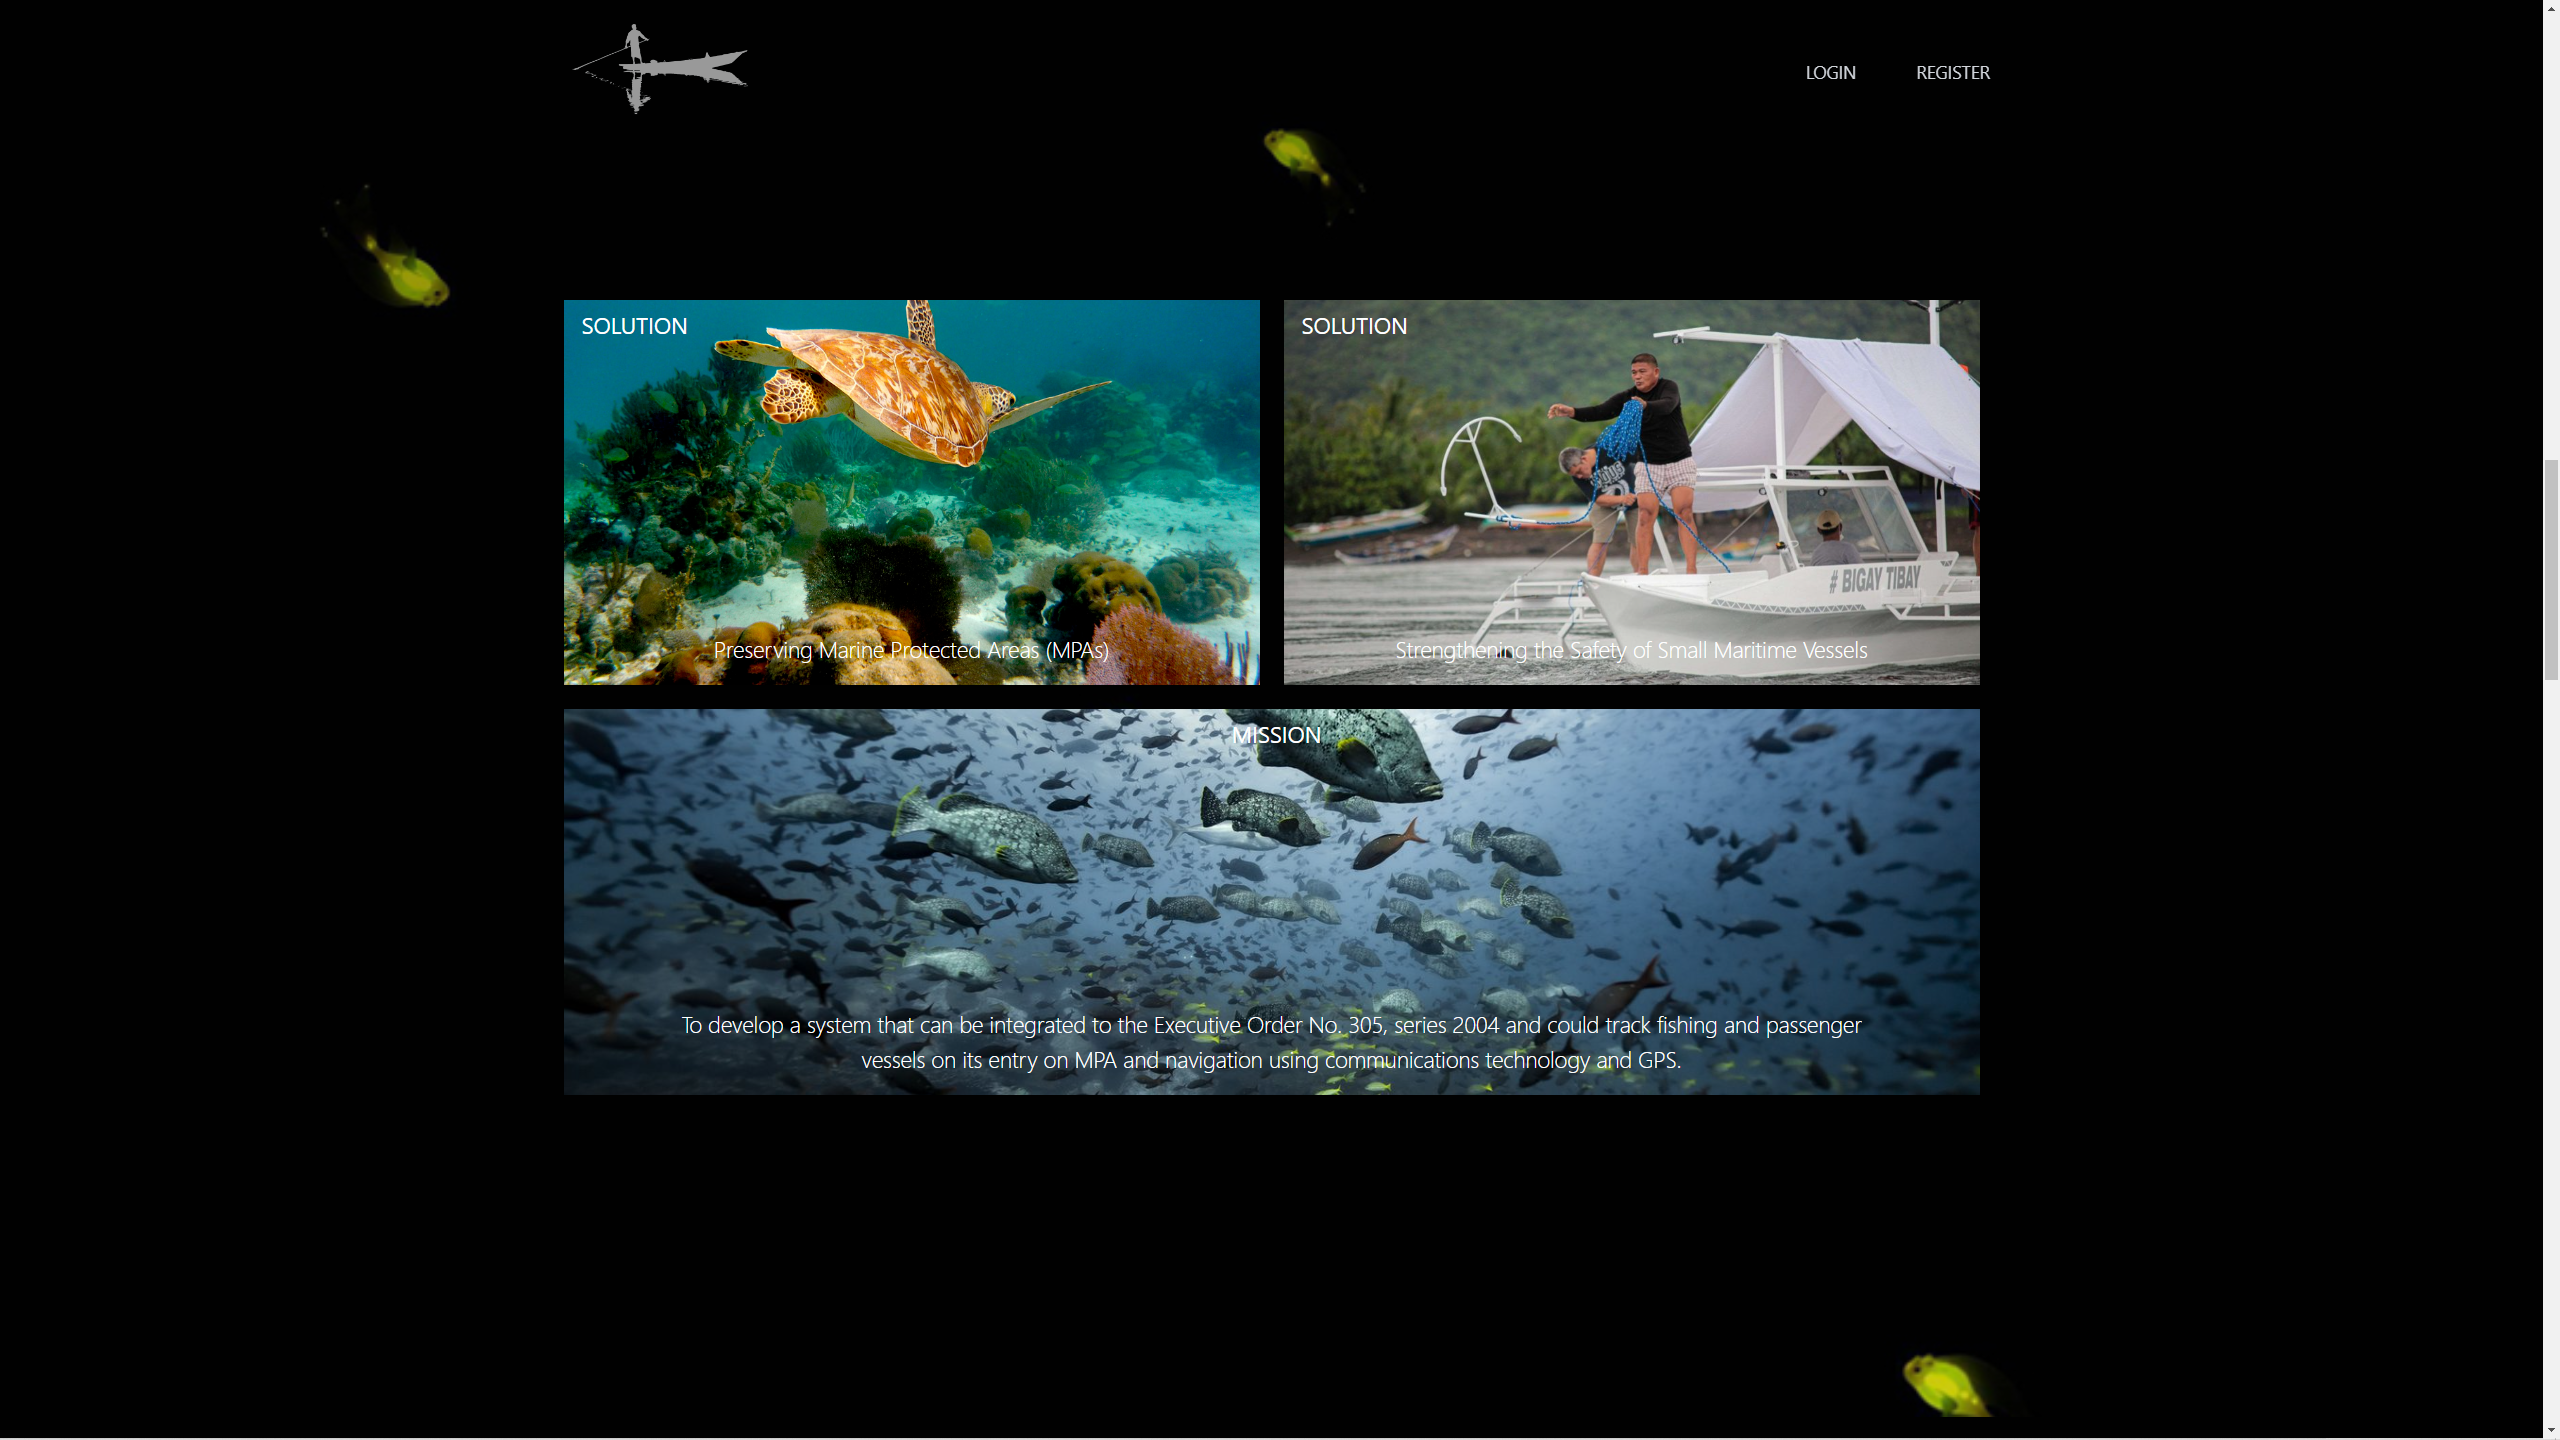 LOGIN REGISTER
SOLUTION
SOLUTION
# BIGAY TIBAY
Preserving Marine Protected Areas (MPAs)
Strengthening the Safety of Small Maritime Vessels
MISSION
To develop a system that can be integrated to the Executive Order No. 305, series 2004 and could track fishing and passenger
vessels on its entry on MPA and navigation using communications technology and GPS.